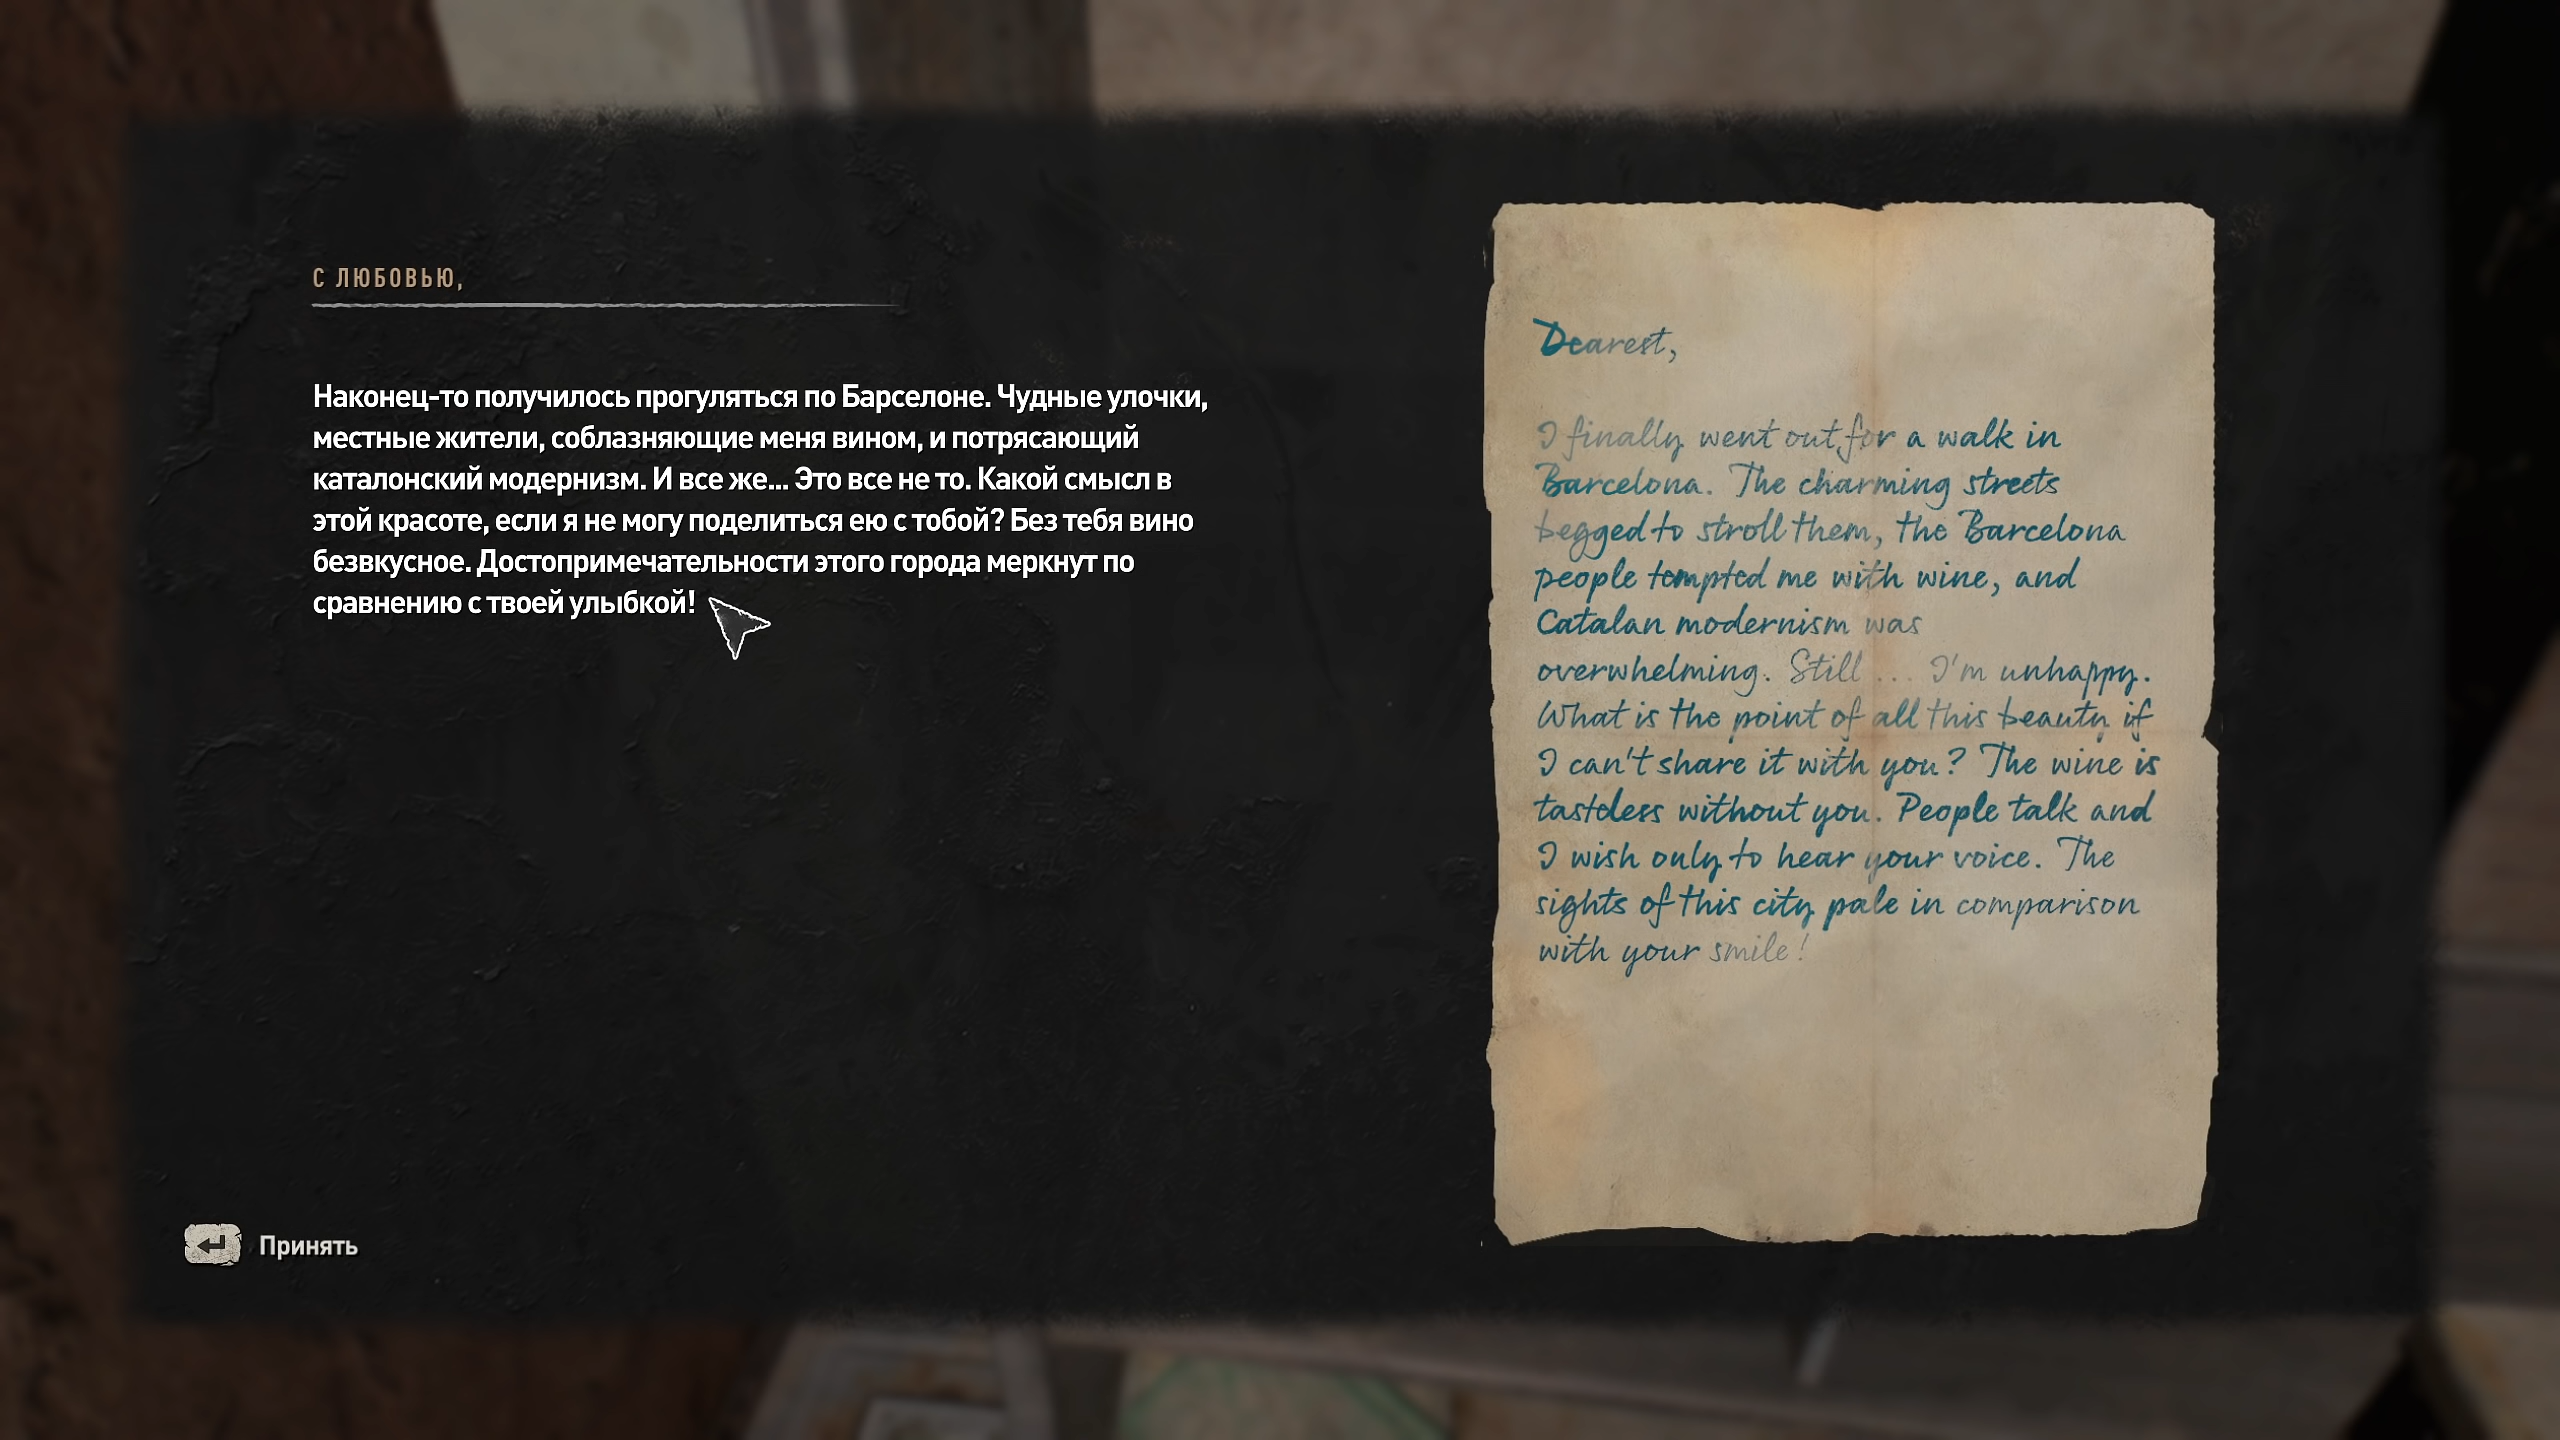 С ЛЮБОВЬЮ,
Наконец-то получилось прогуляться по Барселоне. Чудные улочки,
местные жители, соблазняющие меня вином, и потрясающий
каталонский модернизм. И все же... Это все не то. Какой смысл в
этой красоте, если я не могу поделиться ею с тобой? Без тебя вино
безвкусное. Достопримечательности этого города меркнут по
сравнению с твоей улыбкой!
Принять
Dearest,
I finally went out for a walk in
Barcelona. The charming streets
begged to stroll them, the Barcelona
people tempted me with wine, and
Catalan modernism was
overwhelming. Still ... I'm unhappy.
What is the point of all this beauty if
I can't share it with you? The wine is
tasteless without you. People talk and
I wish only to hear your voice. The
sights of this city pale in comparison
with your smile!